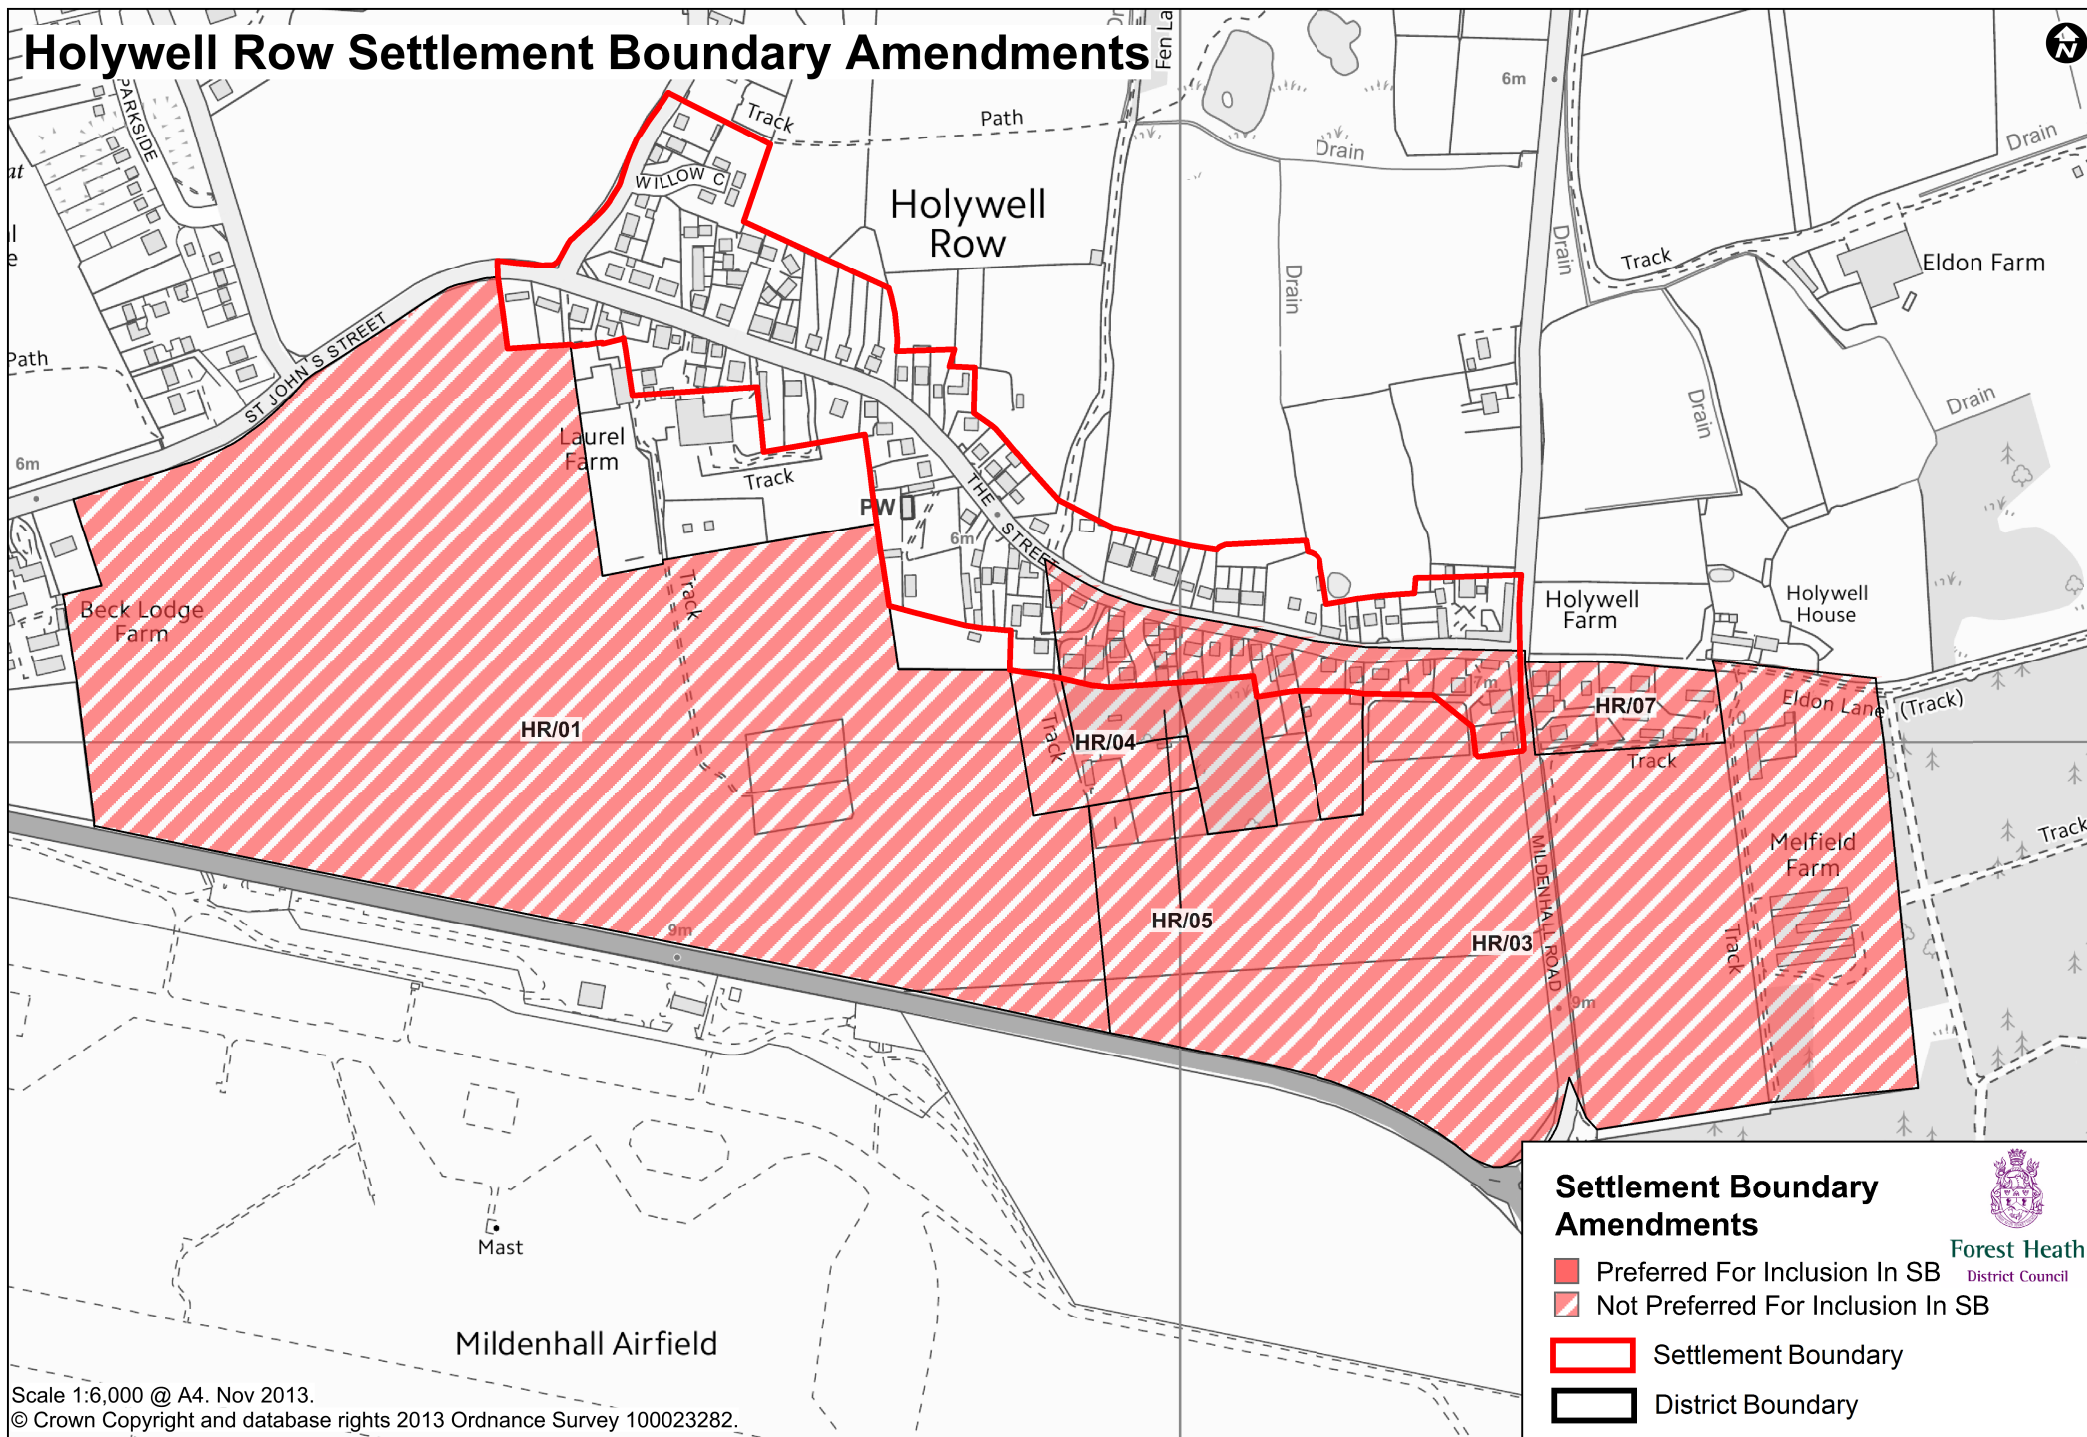 Holywell Row Settlement Boundary Amendments
Fen La
Dr
N
PARKSIDE
Track
Path
6m
Drain
Drain
at
WILLOW C
Holywell
Row
Drain
Drain
Track
Eldon Farm
al
e
Path
ST JOHN'S STREET
Drain
Drain
Laurel
Farm
6m
Track
PW
THE STREET
6m
Beck Lodge
Farm
Track
Holywell
Farm
Holywell
House
7m
HR/07
Eldon Lane (Track)
HR/01
Track
HR/04
Track
Melfield
Farm
Track
MILDENHALL ROAD
HR/05
9m
HR/03
Track
9m
Mast
Mildenhall Airfield
Settlement Boundary
Amendments
Forest Heath
District Council
Preferred For Inclusion In SB
Not Preferred For Inclusion In SB
Settlement Boundary
District Boundary
Scale 1:6,000 @ A4. Nov 2013.
© Crown Copyright and database rights 2013 Ordnance Survey 100023282.